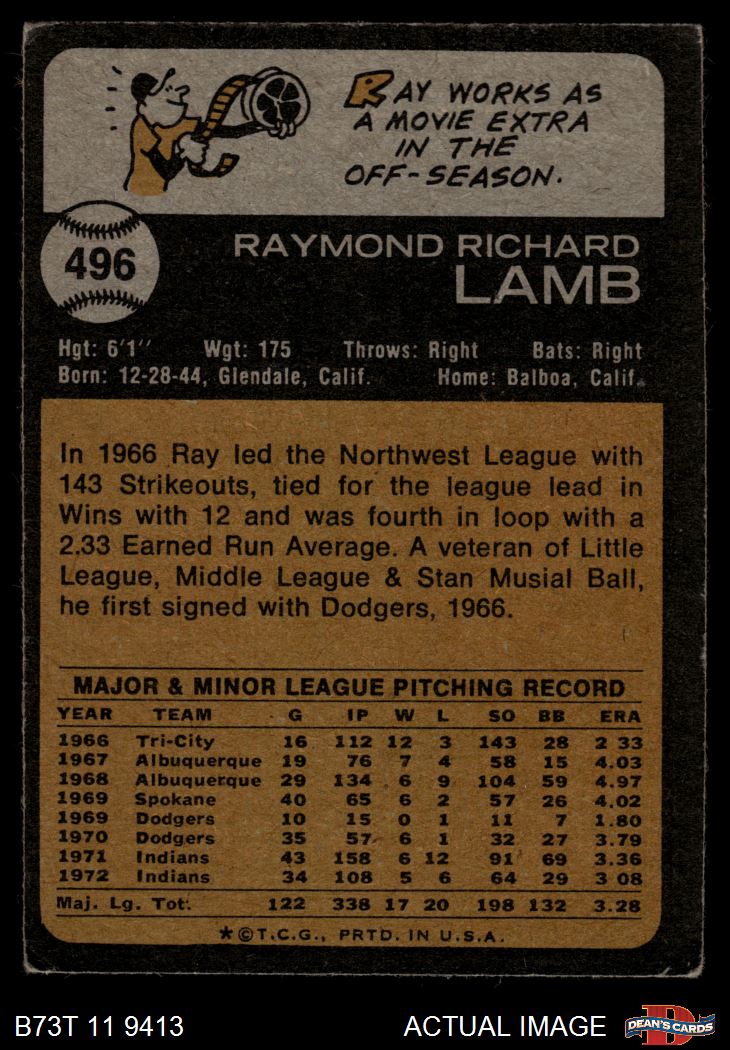 RAY WORKS AS
A MOVIE EXTRA
IN THE
OFF-SEASON.
496
RAYMOND RICHARD
LAMB
Hgt: 6'1" Wgt: 175 Throws: Right Bats: Right
Born: 12-28-44, Glendale, Calif. Home: Balboa, Calif.
In 1966 Ray led the Northwest League with
143 Strikeouts, tied for the league lead in
Wins with 12 and was fourth in loop with a
2.33 Earned Run Average. A veteran of Little
League, Middle League & Stan Musial Ball,
he first signed with Dodgers, 1966.
MAJOR & MINOR LEAGUE PITCHING RECORD
YEAR TEAM G IP W L SO BB ERA
1966 Tri-City 16 112 12 3 143 28 2 33
1967 Albuquerque 19 76 7 4 58 15 4.03
1968 Albuquerque 29 134 6 9 104 59 4.97
1969 Spokane 40 65 6 2 57 26 4.02
1969 Dodgers 10 15 0 1 11 7 1.80
1970 Dodgers 35 57 6 1 32 27 3.79
1971 Indians 43 158 6 12 91 69 3.36
1972 Indians 34 108 5 6 64 29 3 08
Maj. Lg. Tot. 122 338 17 20 198 132 3.28
*©T.C.G., PRTD. IN U.S.A.
B73T 11 9413 ACTUAL IMAGE D DEAN'S CARDS